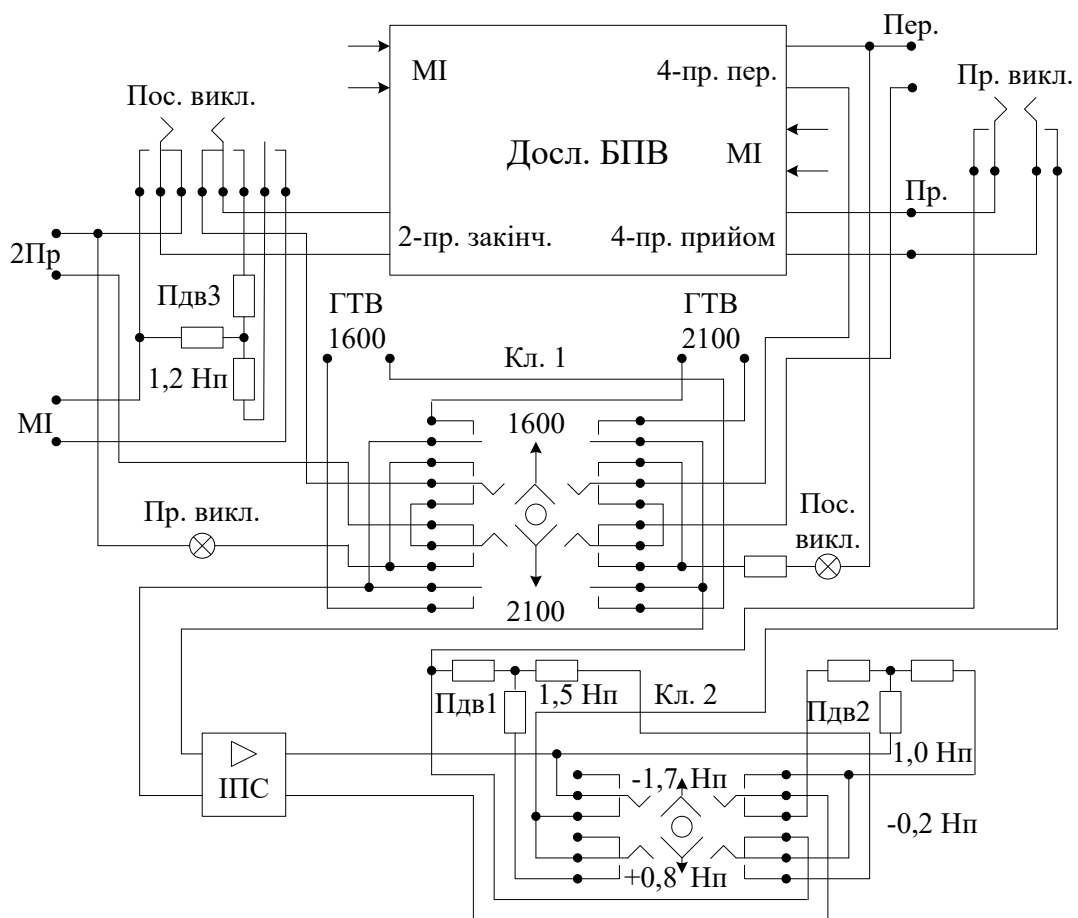 Пер.
МІ
4-пр. пер.
Пр. викл.
Пос. викл.
Досл. БПВ
МІ
Пр.
2Пр
2-пр. закінч.
4-пр. прийом
Пдв3
ГТВ
1600
ГТВ
2100
Кл. 1
1,2 Нп
МІ
1600
Пр. викл.
Пос.
викл.
2100
Пдв1
1,5 Нп
Кл. 2
Пдв2
1,0 Нп
ІПС
-1,7 Нп
-0,2 Нп
+0,8 Нп